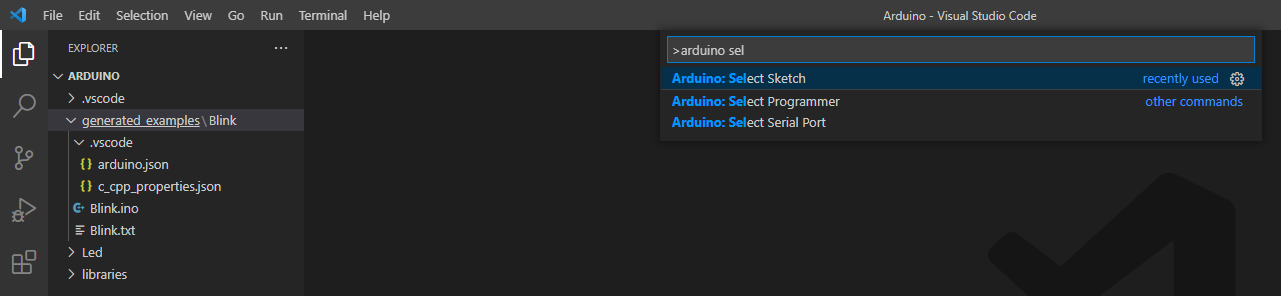 File Edit Selection View Go Run Terminal Help
Arduino - Visual Studio Code
EXPLORER
ARDUINO
.vscode
generated_examples\Blink
.vscode
{} arduino.json
{} c_cpp_properties.json
Blink.ino
Blink.txt
Led
libraries
>arduino sel
Arduino: Select Sketch recently used
Arduino: Select Programmer other commands
Arduino: Select Serial Port